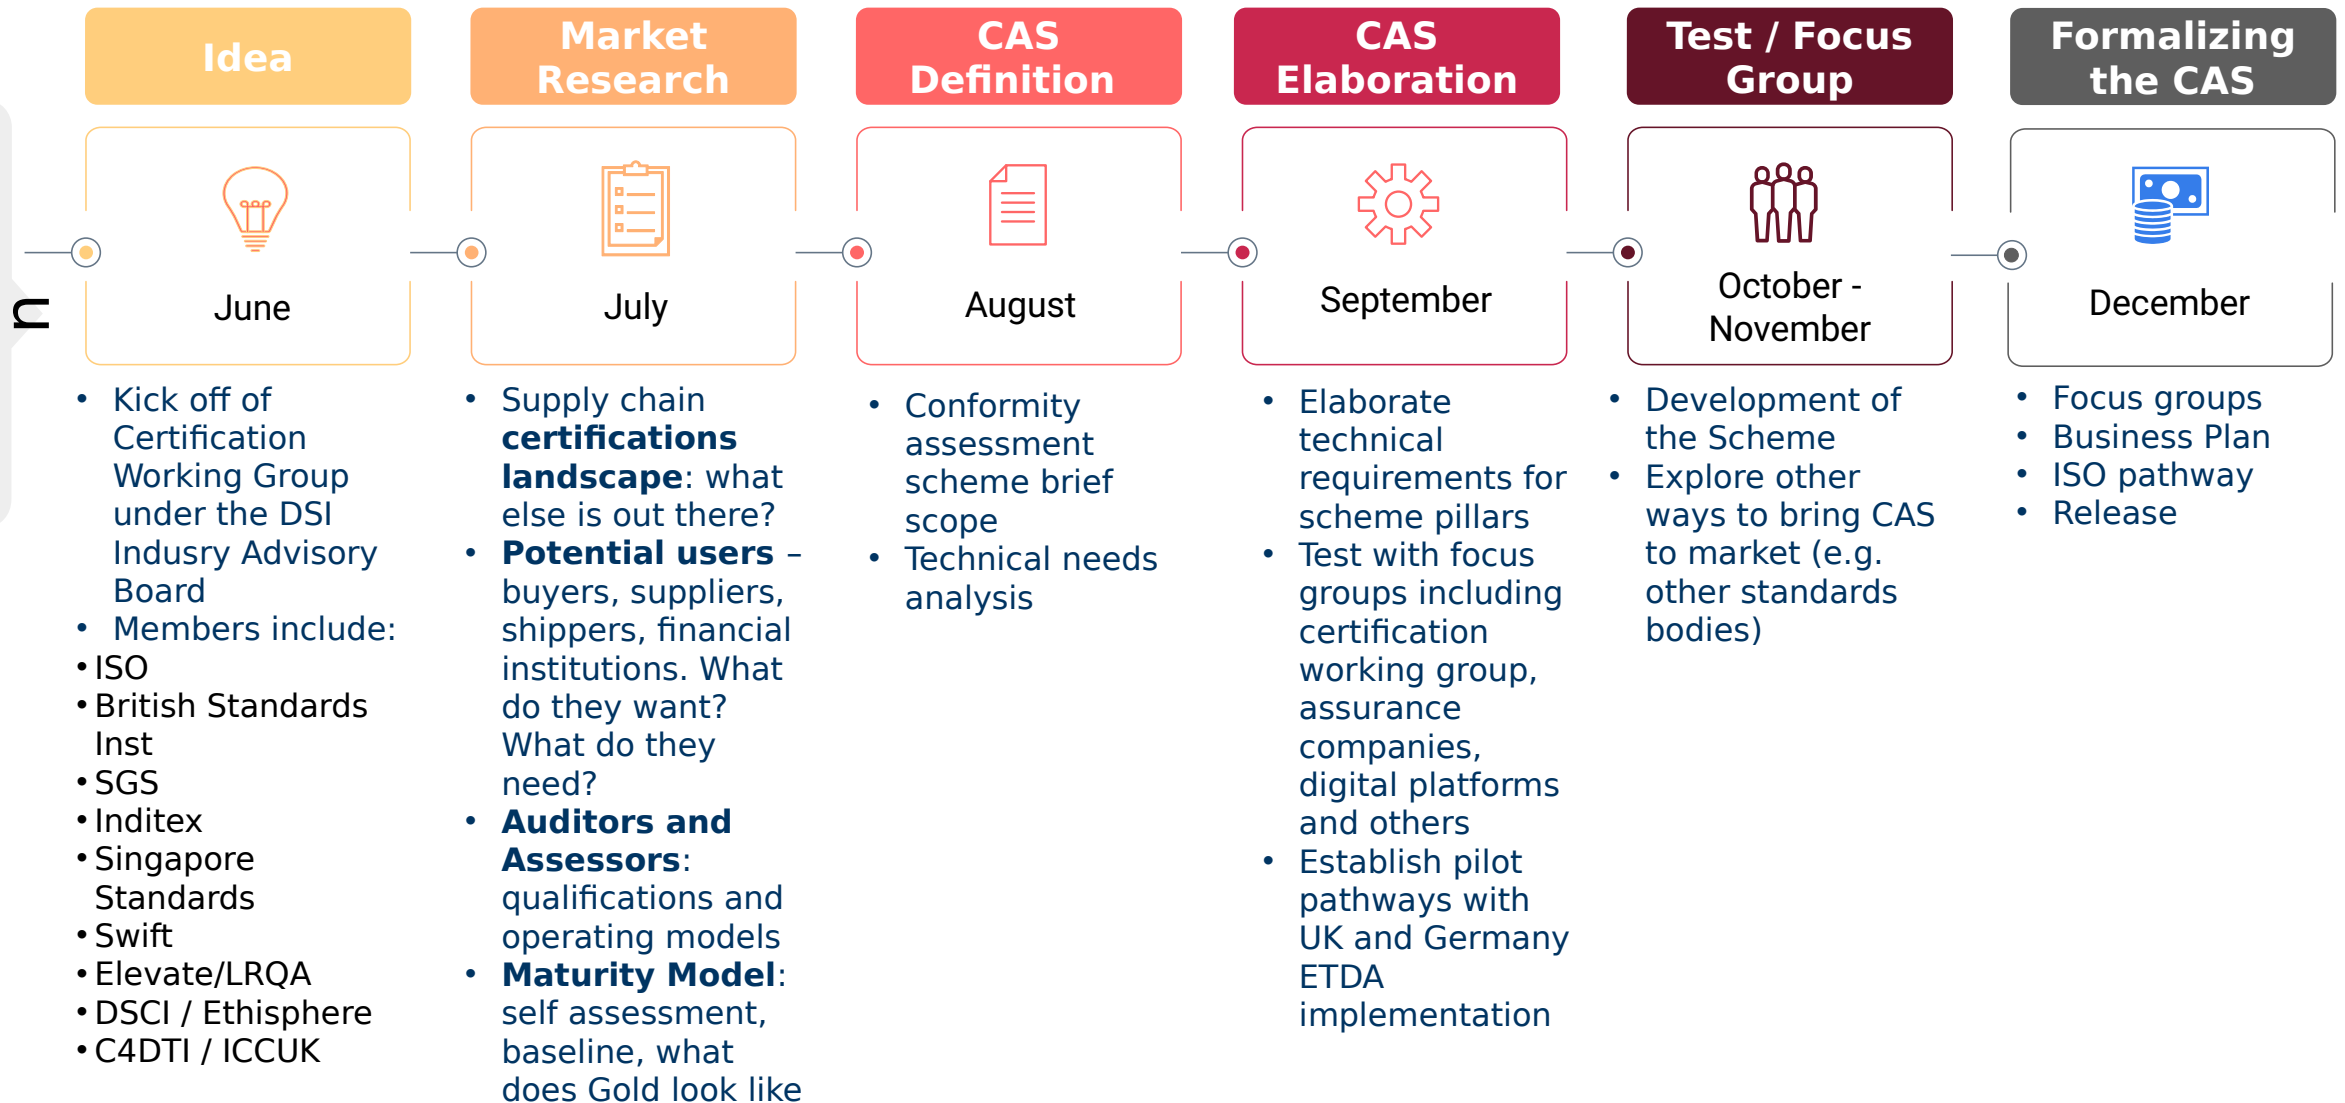 Idea
Market
Research
CAS
Definition
CAS
Elaboration
Test / Focus
Group
Formalizing
the CAS
n
June
July
August
September
October -
November
December
• Kick off of
Certification
Working Group
under the DSI
Indusry Advisory
Board
• Members include:
• ISO
• British Standards
Inst
• SGS
• Inditex
• Singapore
Standards
• Swift
• Elevate/LRQA
• DSCI / Ethisphere
• C4DTI / ICCUK
• Supply chain
certifications
landscape: what
else is out there?
• Potential users –
buyers, suppliers,
shippers, financial
institutions. What
do they want?
What do they
need?
• Auditors and
Assessors:
qualifications and
operating models
• Maturity Model:
self assessment,
baseline, what
does Gold look like
• Conformity
assessment
scheme brief
scope
• Technical needs
analysis
• Elaborate
technical
requirements for
scheme pillars
• Test with focus
groups including
certification
working group,
assurance
companies,
digital platforms
and others
• Establish pilot
pathways with
UK and Germany
ETDA
implementation
• Development of
the Scheme
• Explore other
ways to bring CAS
to market (e.g.
other standards
bodies)
• Focus groups
• Business Plan
• ISO pathway
• Release